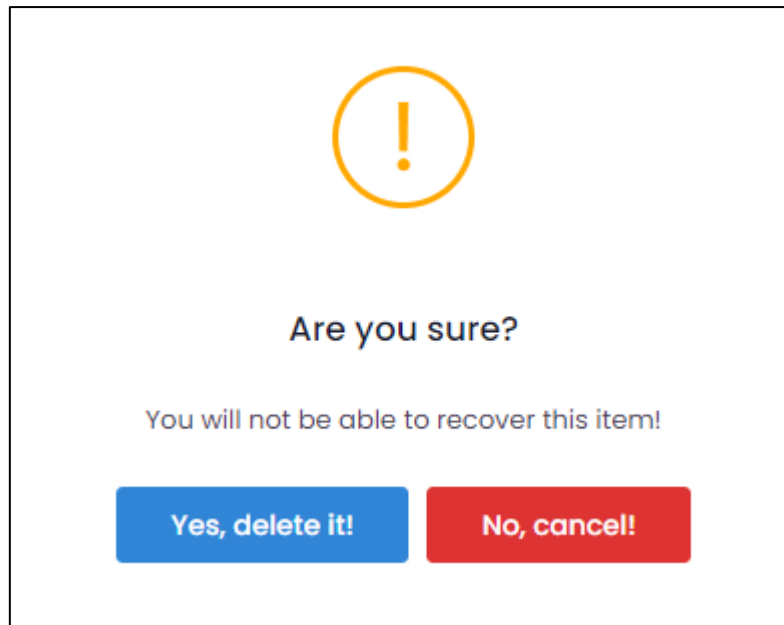 !
Are you sure?
You will not be able to recover this item!
Yes, delete it!
No, cancel!